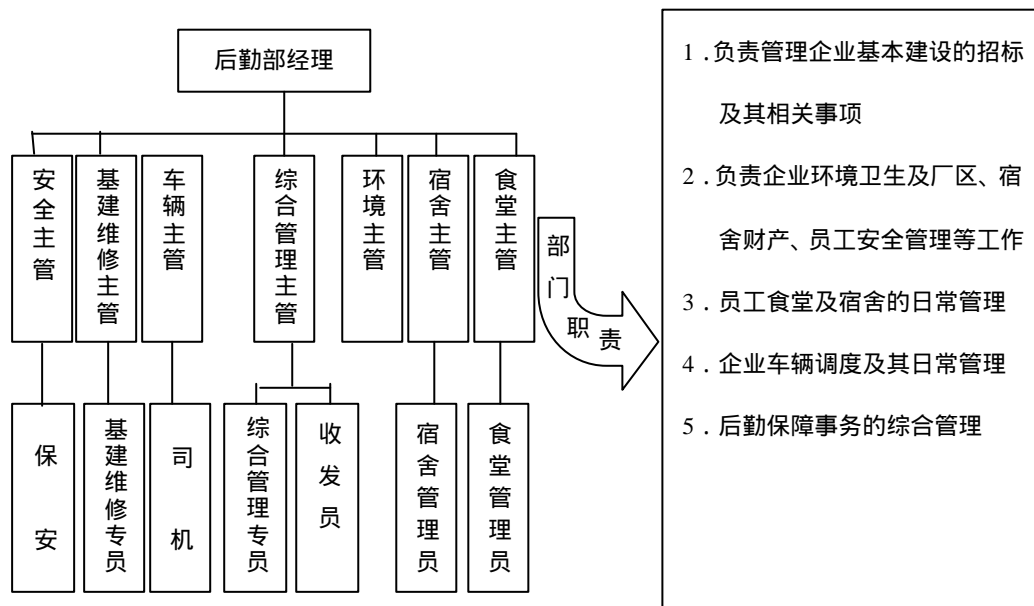 后勤部经理
安全主管
基建维修主管
车辆主管
综合管理主管
环境主管
宿舍主管
食堂主管
保安
基建维修专员
司机
综合管理专员
收发员
宿舍管理员
食堂管理员
部门职责
1．负责管理企业基本建设的招标
及其相关事项
2．负责企业环境卫生及厂区、宿
舍财产、员工安全管理等工作
3．员工食堂及宿舍的日常管理
4．企业车辆调度及其日常管理
5．后勤保障事务的综合管理